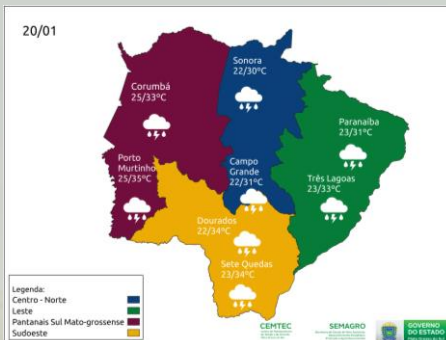 20/01
Sonora
22/30°C
Corumbá
25/33°C
Paranaíba
23/31°C
Porto
Murtinho
25/35°C
Campo
Grande
22/31°C
Três Lagoas
23/33°C
Dourados
22/34°C
Sete Quedas
23/34°C
Legenda:
Centro - Norte
Leste
Pantanais Sul Mato-grossense
Sudoeste
CEMTEC
SEMAGRO
GOVERNO
DO ESTADO